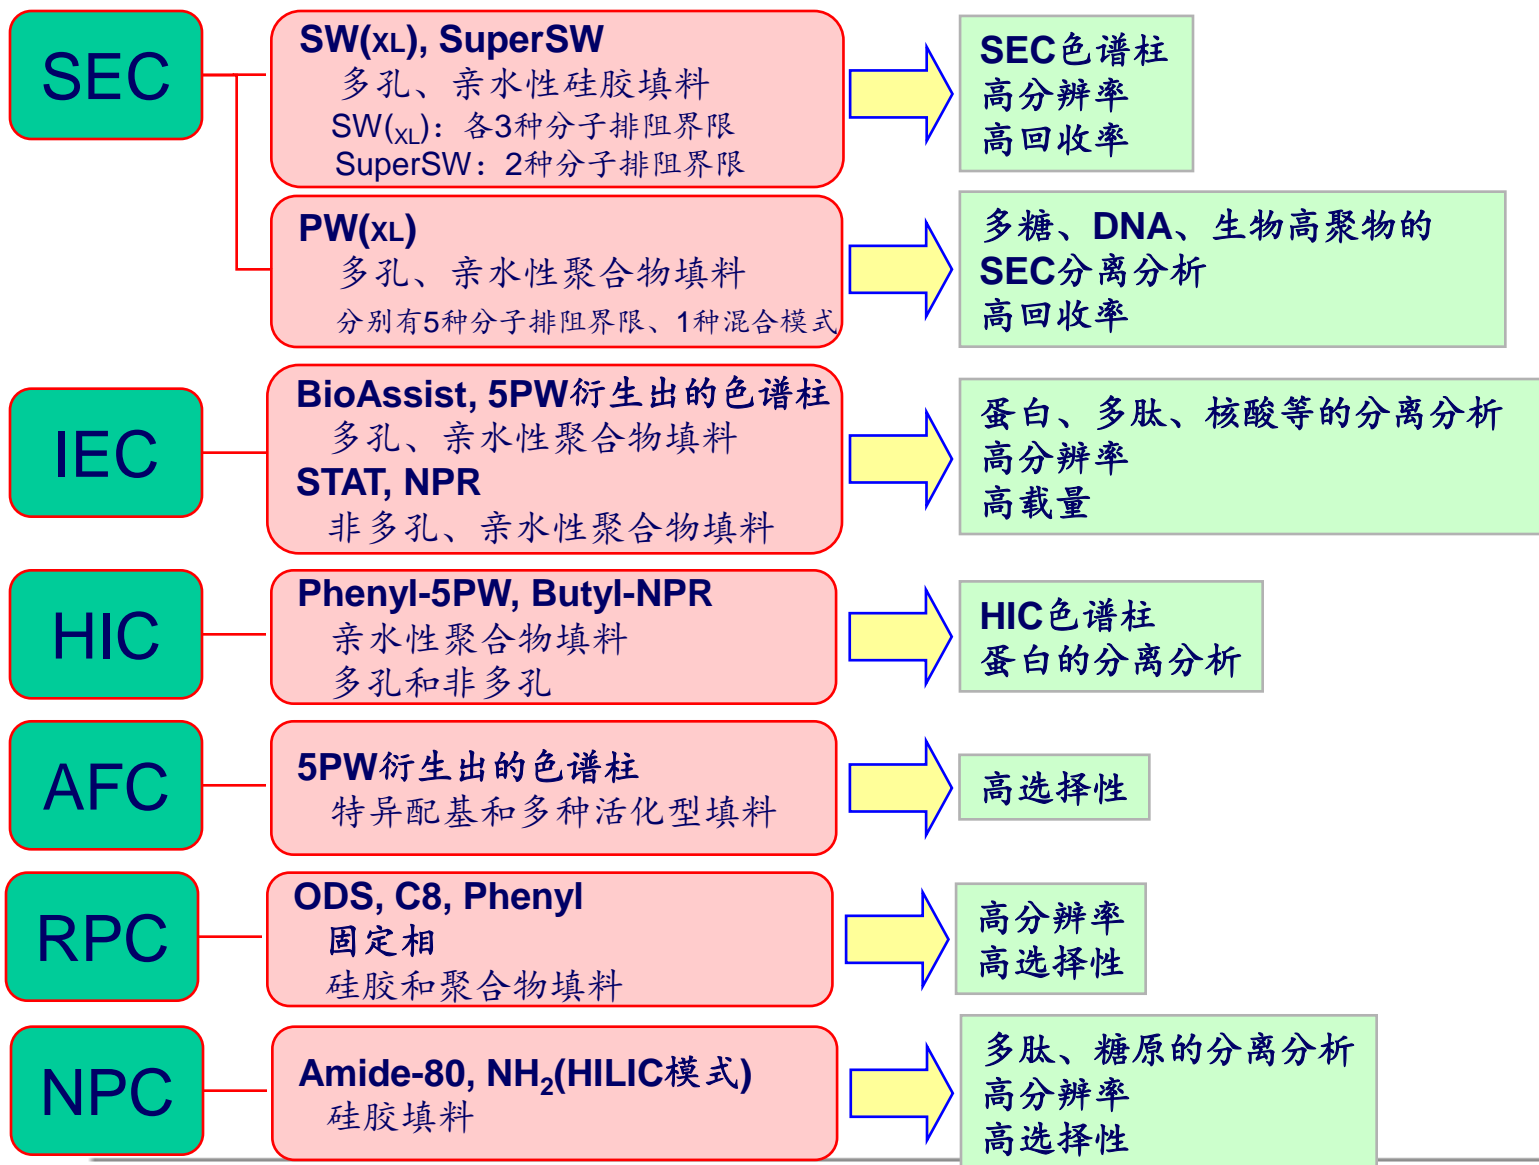 SEC
SW(XL), SuperSW
多孔、亲水性硅胶填料
SW(XL)：各3种分子排阻界限
SuperSW：2种分子排阻界限
SEC色谱柱
高分辨率
高回收率
PW(XL)
多孔、亲水性聚合物填料
分别有5种分子排阻界限、1种混合模式
多糖、DNA、生物高聚物的
SEC分离分析
高回收率
IEC
BioAssist, 5PW衍生出的色谱柱
多孔、亲水性聚合物填料
STAT, NPR
非多孔、亲水性聚合物填料
蛋白、多肽、核酸等的分离分析
高分辨率
高载量
HIC
Phenyl-5PW, Butyl-NPR
亲水性聚合物填料
多孔和非多孔
HIC色谱柱
蛋白的分离分析
AFC
5PW衍生出的色谱柱
特异配基和多种活化型填料
高选择性
RPC
ODS, C8, Phenyl
固定相
硅胶和聚合物填料
高分辨率
高选择性
NPC
Amide-80, NH2(HILIC模式)
硅胶填料
多肽、糖原的分离分析
高分辨率
高选择性